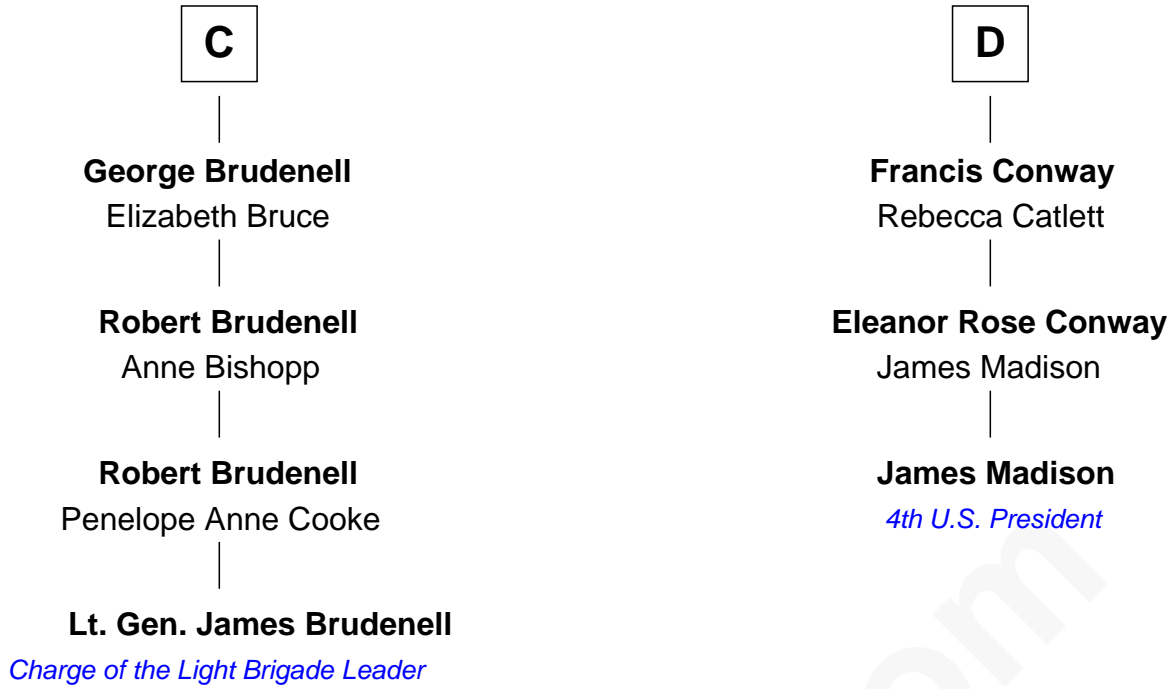 C
George Brudenell
Elizabeth Bruce
Robert Brudenell
Anne Bishopp
Robert Brudenell
Penelope Anne Cooke
Lt. Gen. James Brudenell
Charge of the Light Brigade Leader
D
Francis Conway
Rebecca Catlett
Eleanor Rose Conway
James Madison
James Madison
4th U.S. President
om